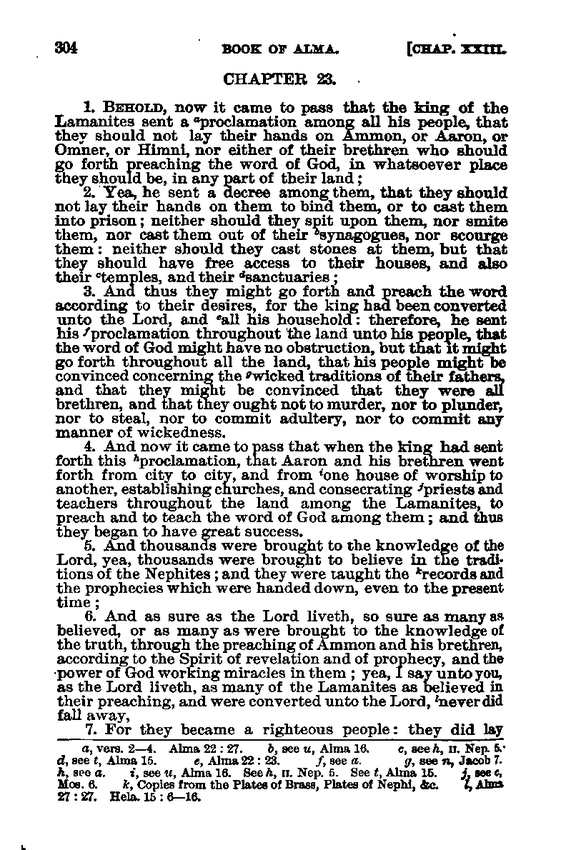 304 BOOK OF ALMA. [CHAP. XXIII.
CHAPTER 23.
1. BEHOLD, now it came to pass that the king of the
Lamanites sent a ᵃproclamation among all his people, that
they should not lay their hands on Ammon, or Aaron, or
Omner, or Himni, nor either of their brethren who should
go forth preaching the word of God, in whatsoever place
they should be, in any part of their land;
2. Yea, he sent a decree among them, that they should
not lay their hands on them to bind them, or to cast them
into prison; neither should they spit upon them, nor smite
them, nor cast them out of their ᵇsynagogues, nor scourge
them: neither should they cast stones at them, but that
they should have free access to their houses, and also
their ᶜtemples, and their ᵈsanctuaries;
3. And thus they might go forth and preach the word
according to their desires, for the king had been converted
unto the Lord, and ᵉall his household: therefore, he sent
his ᶠproclamation throughout the land unto his people, that
the word of God might have no obstruction, but that it might
go forth throughout all the land, that his people might be
convinced concerning the ᵍwicked traditions of their fathers,
and that they might be convinced that they were all
brethren, and that they ought not to murder, nor to plunder,
nor to steal, nor to commit adultery, nor to commit any
manner of wickedness.
4. And now it came to pass that when the king had sent
forth this ʰproclamation, that Aaron and his brethren went
forth from city to city, and from ⁱone house of worship to
another, establishing churches, and consecrating ʲpriests and
teachers throughout the land among the Lamanites, to
preach and to teach the word of God among them; and thus
they began to have great success.
5. And thousands were brought to the knowledge of the
Lord, yea, thousands were brought to believe in the tradi-
tions of the Nephites; and they were taught the ᵏrecords and
the prophecies which were handed down, even to the present
time;
6. And as sure as the Lord liveth, so sure as many as
believed, or as many as were brought to the knowledge of
the truth, through the preaching of Ammon and his brethren,
according to the Spirit of revelation and of prophecy, and the
power of God working miracles in them; yea, I say unto you,
as the Lord liveth, as many of the Lamanites as believed in
their preaching, and were converted unto the Lord, ˡnever did
fall away,
7. For they became a righteous people: they did lay
a, vers. 2—4. Alma 22 : 27. b, see u, Alma 16. c, see h, II. Nep. 5.
d, see t, Alma 15. e, Alma 22 : 23. f, see a. g, see n, Jacob 7.
h, see a. i, see u, Alma 16. See h, II. Nep. 5. See t, Alma 15. j, see c,
Mos. 6. k, Copies from the Plates of Brass, Plates of Nephi, &c. l, Alma
27 : 27. Hela. 15 : 6—16.